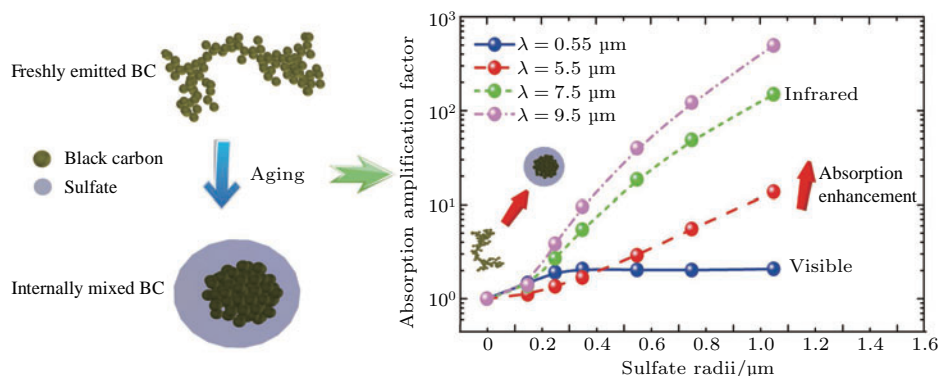 Freshly emitted BC
Black carbon
Sulfate
Aging
Internally mixed BC
Absorption amplification factor
10³
10²
10¹
10⁰
λ = 0.55 µm
λ = 5.5 µm
λ = 7.5 µm
λ = 9.5 µm
Infrared
Absorption
enhancement
Visible
0 0.2 0.4 0.6 0.8 1.0 1.2 1.4 1.6
Sulfate radii/µm